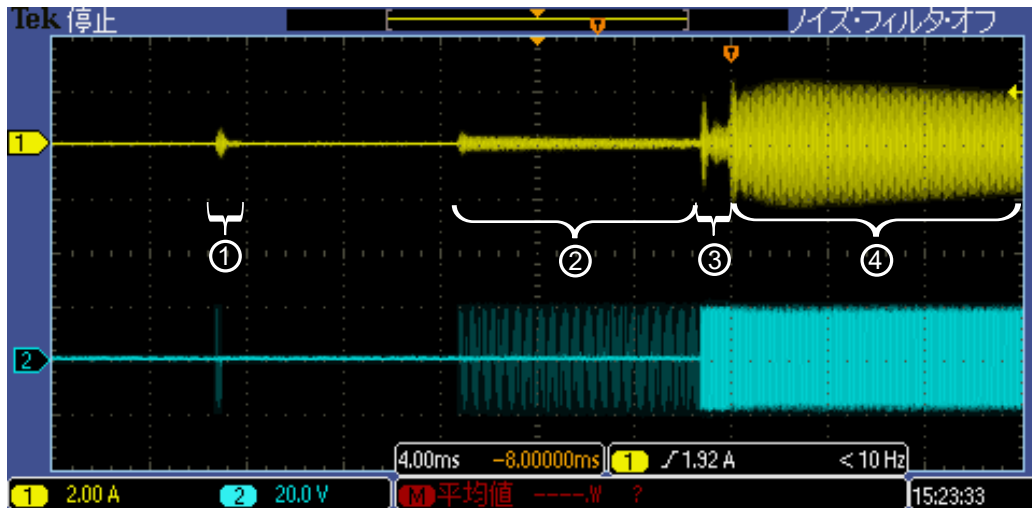 Tek 停止 ノイズ・フィルタ・オフ
T
T
1
① ② ③ ④
2
4.00ms -8.00000ms 1 1.92 A < 10 Hz
1 2.00 A 2 20.0 V M 平均値 ----.W ? 15:23:33